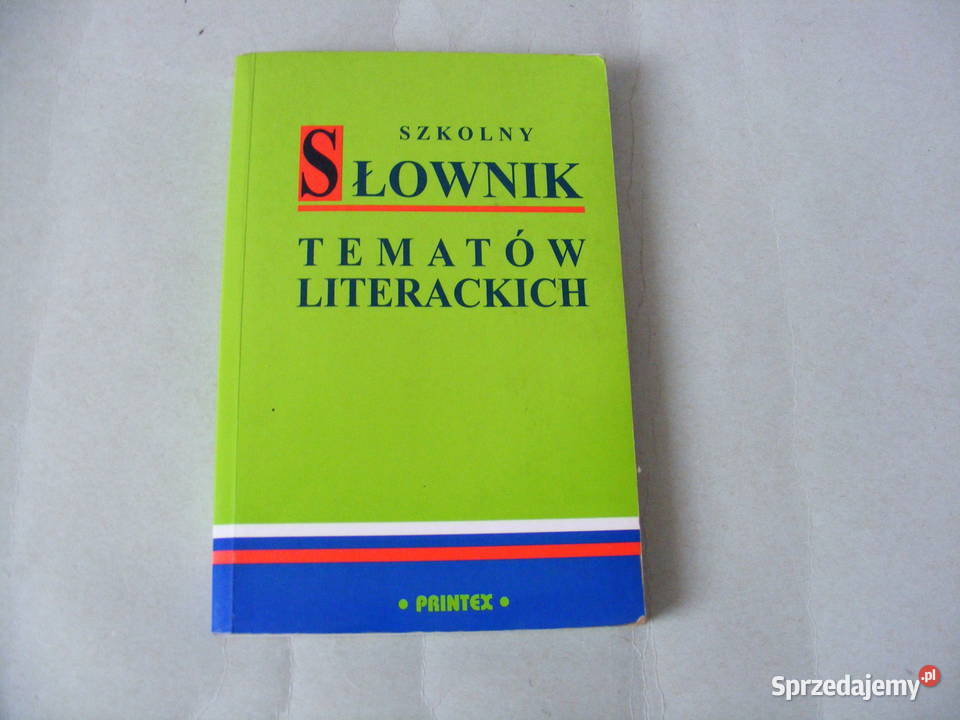 SZKOLNY
SŁOWNIK
TEMATÓW
LITERACKICH
• PRINTEX •
Sprzedajemy.pl